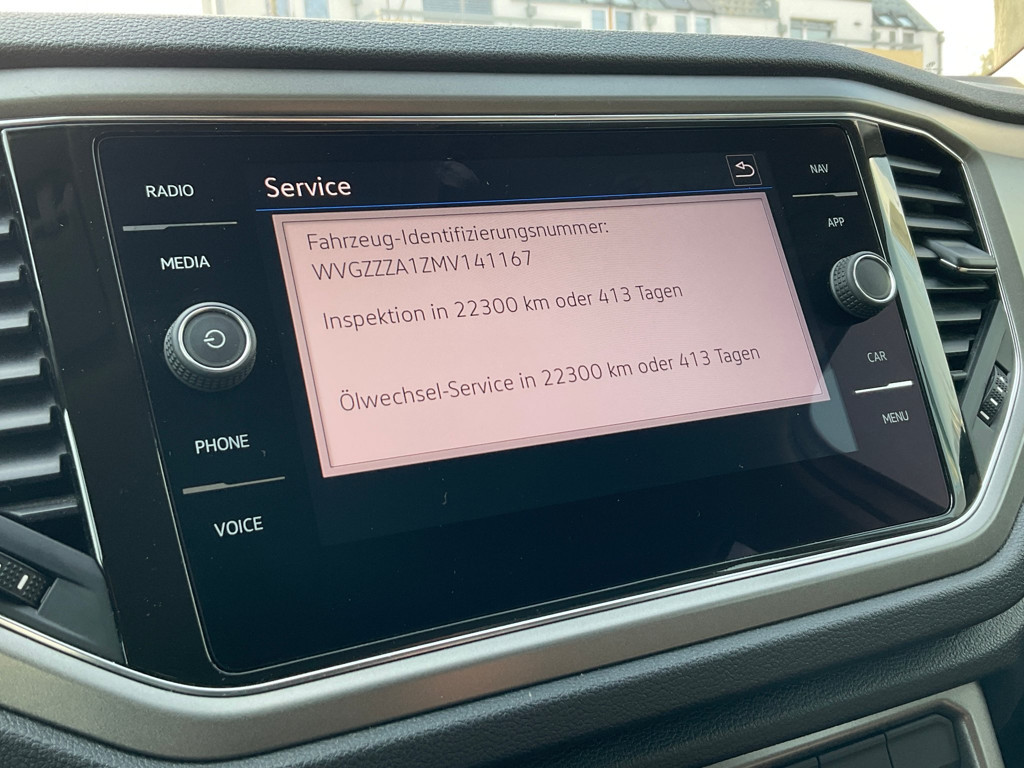 RADIO
MEDIA
PHONE
VOICE
Service
Fahrzeug-Identifizierungsnummer:
WVGZZZA1ZMV141167
Inspektion in 22300 km oder 413 Tagen
Ölwechsel-Service in 22300 km oder 413 Tagen
NAV
APP
CAR
MENU